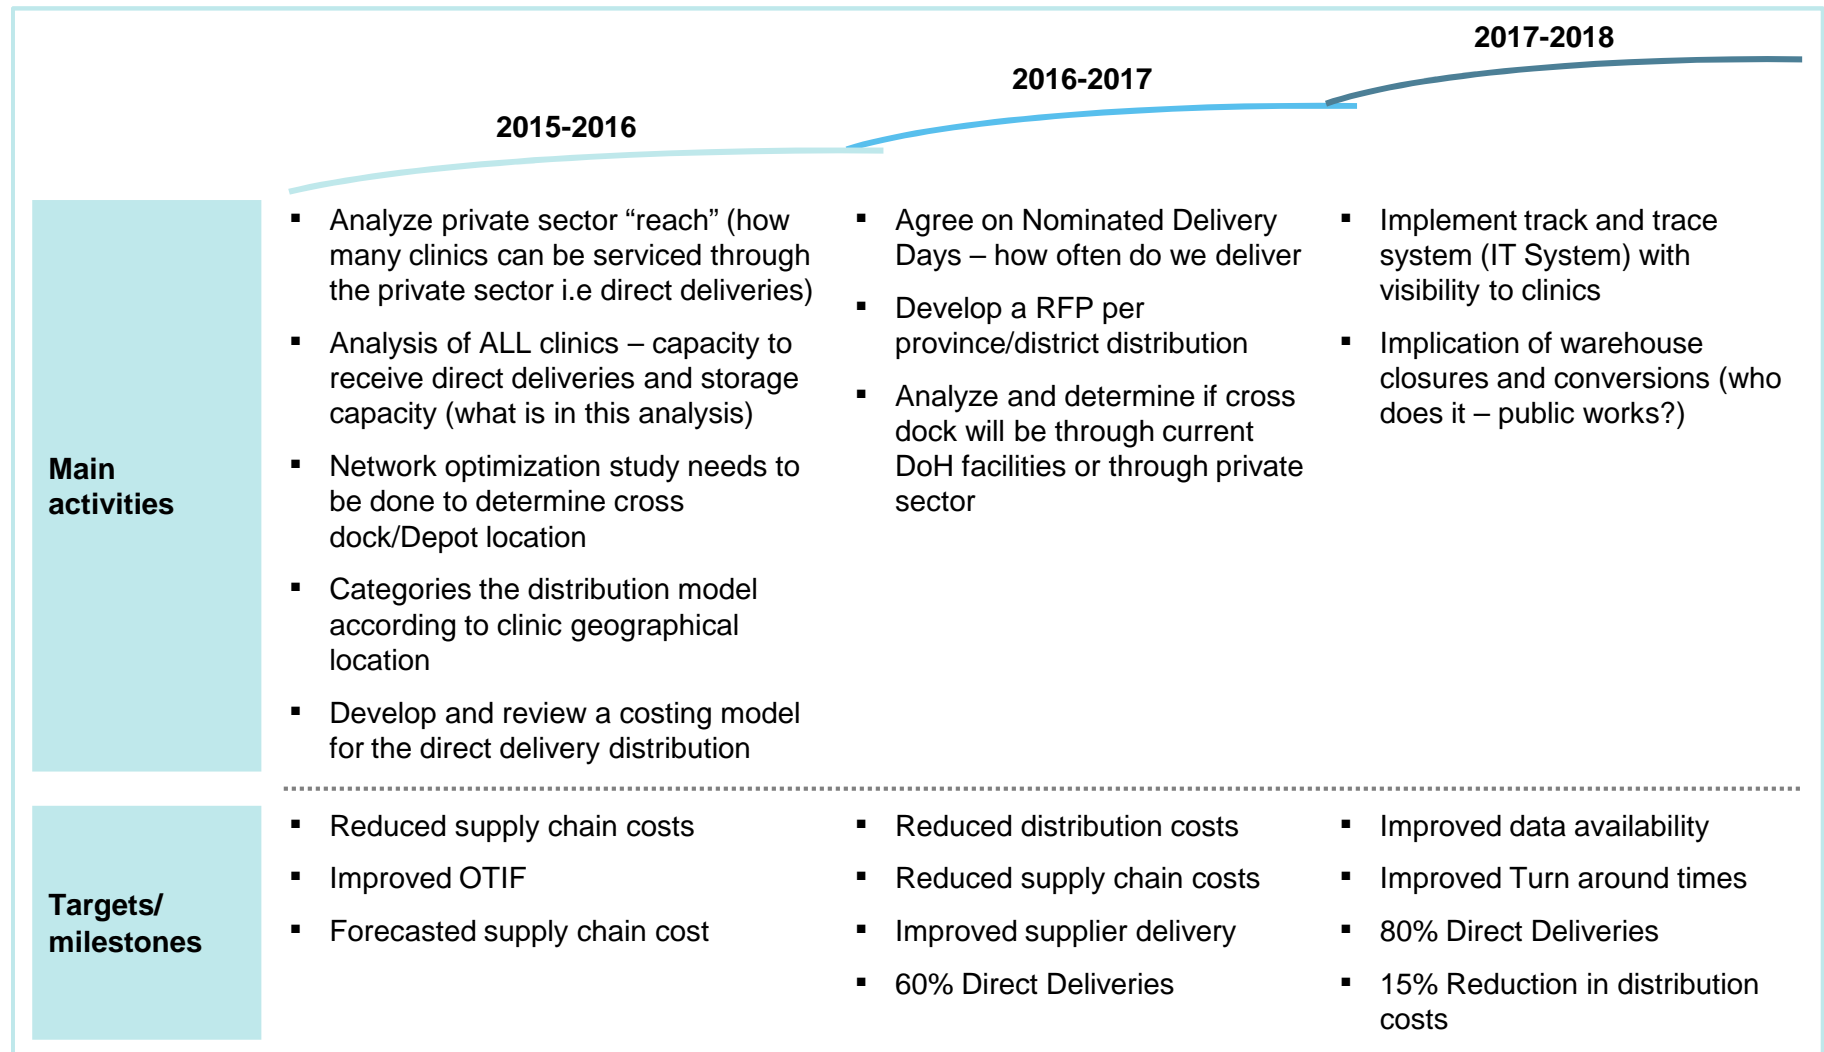 2015-2016
2016-2017
2017-2018
Main
activities
▪ Analyze private sector “reach” (how
many clinics can be serviced through
the private sector i.e direct deliveries)
▪ Analysis of ALL clinics – capacity to
receive direct deliveries and storage
capacity (what is in this analysis)
▪ Network optimization study needs to
be done to determine cross
dock/Depot location
▪ Categories the distribution model
according to clinic geographical
location
▪ Develop and review a costing model
for the direct delivery distribution
▪ Agree on Nominated Delivery
Days – how often do we deliver
▪ Develop a RFP per
province/district distribution
▪ Analyze and determine if cross
dock will be through current
DoH facilities or through private
sector
▪ Implement track and trace
system (IT System) with
visibility to clinics
▪ Implication of warehouse
closures and conversions (who
does it – public works?)
Targets/
milestones
▪ Reduced supply chain costs
▪ Improved OTIF
▪ Forecasted supply chain cost
▪ Reduced distribution costs
▪ Reduced supply chain costs
▪ Improved supplier delivery
▪ 60% Direct Deliveries
▪ Improved data availability
▪ Improved Turn around times
▪ 80% Direct Deliveries
▪ 15% Reduction in distribution
costs